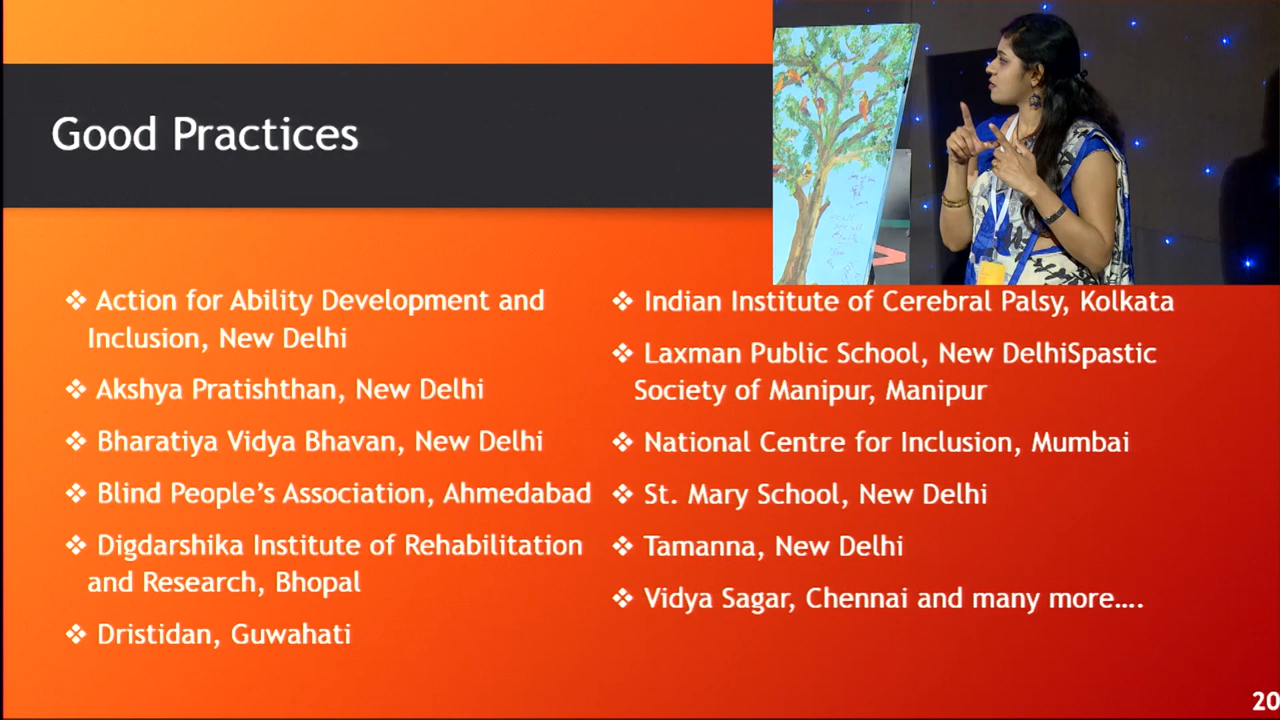 Good Practices
❖ Action for Ability Development and
Inclusion, New Delhi
❖ Akshya Pratishthan, New Delhi
❖ Bharatiya Vidya Bhavan, New Delhi
❖ Blind People’s Association, Ahmedabad
❖ Digdarshika Institute of Rehabilitation
and Research, Bhopal
❖ Dristidan, Guwahati
❖ Indian Institute of Cerebral Palsy, Kolkata
❖ Laxman Public School, New DelhiSpastic
Society of Manipur, Manipur
❖ National Centre for Inclusion, Mumbai
❖ St. Mary School, New Delhi
❖ Tamanna, New Delhi
❖ Vidya Sagar, Chennai and many more….
20